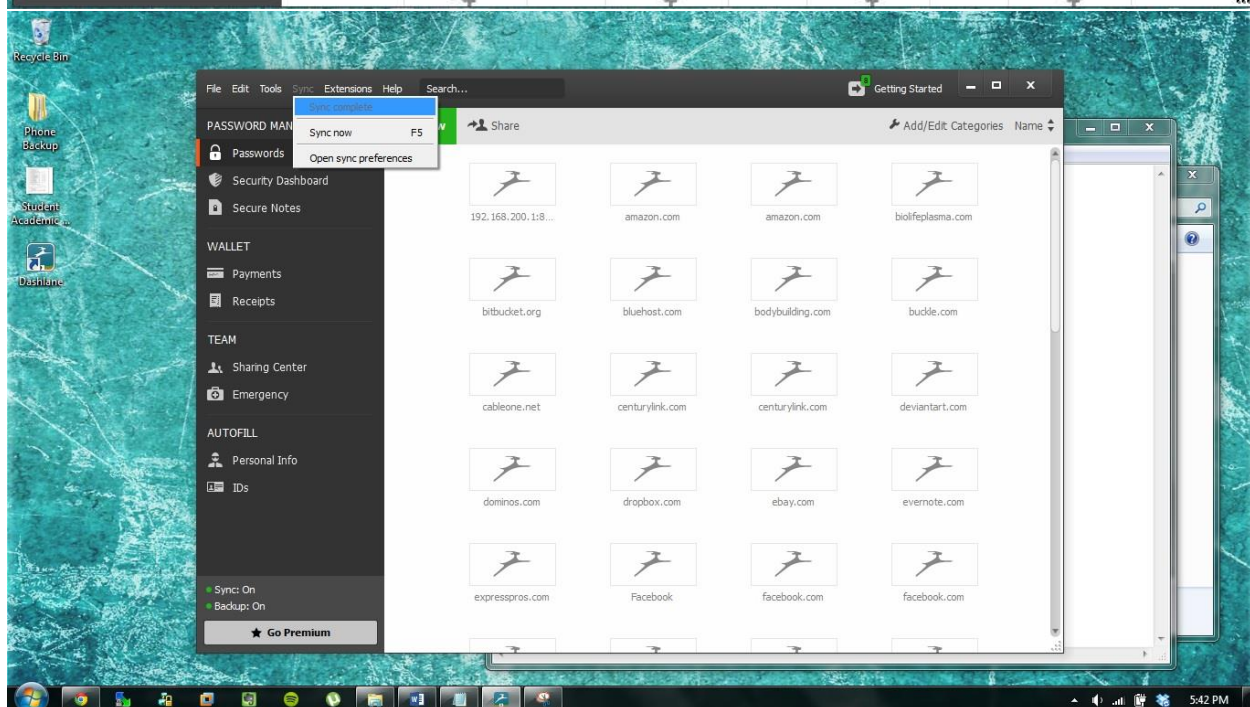 Recycle Bin
Phone
Backup
Student
Academic ...
Dashlane
File Edit Tools Sync Extensions Help Search...
Getting Started
Sync complete
Sync now F5
Open sync preferences
PASSWORD MAN
Passwords
Security Dashboard
Secure Notes
WALLET
Payments
Receipts
TEAM
Sharing Center
Emergency
AUTOFILL
Personal Info
IDs
Sync: On
Backup: On
Go Premium
w Share Add/Edit Categories Name
192.168.200.1:8... amazon.com amazon.com biolifeplasma.com
bitbucket.org bluehost.com bodybuilding.com buckle.com
cableone.net centurylink.com centurylink.com deviantart.com
dominos.com dropbox.com ebay.com evernote.com
expresspros.com Facebook facebook.com facebook.com
5:42 PM